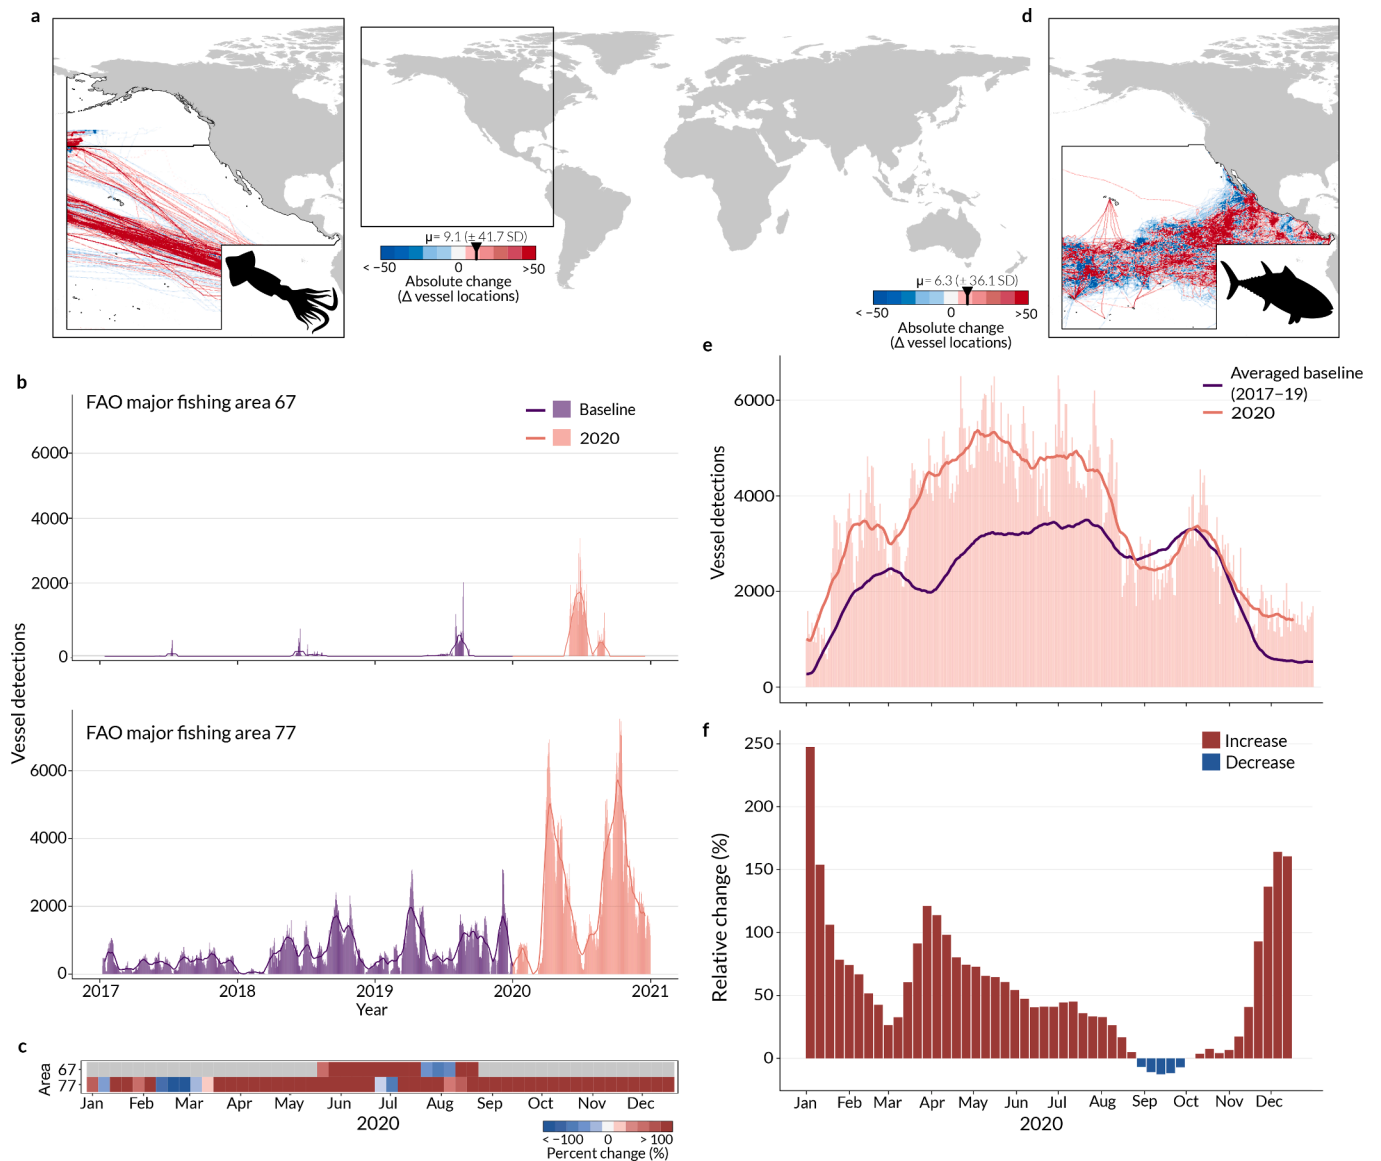 a
d
μ= 9.1 (± 41.7 SD)
< −50 0 >50
Absolute change
(Δ vessel locations)
μ= 6.3 (± 36.1 SD)
< −50 0 >50
Absolute change
(Δ vessel locations)
b
FAO major fishing area 67
Baseline
2020
6000
4000
2000
0
Vessel detections
FAO major fishing area 77
6000
4000
2000
0
2017 2018 2019 2020 2021
Year
c
Area
67
77
Jan Feb Mar Apr May Jun Jul Aug Sep Oct Nov Dec
2020
< −100 0 > 100
Percent change (%)
e
Averaged baseline
(2017−19)
2020
6000
4000
2000
0
Vessel detections
f
Increase
Decrease
250
200
150
100
50
0
Relative change (%)
Jan Feb Mar Apr May Jun Jul Aug Sep Oct Nov Dec
2020